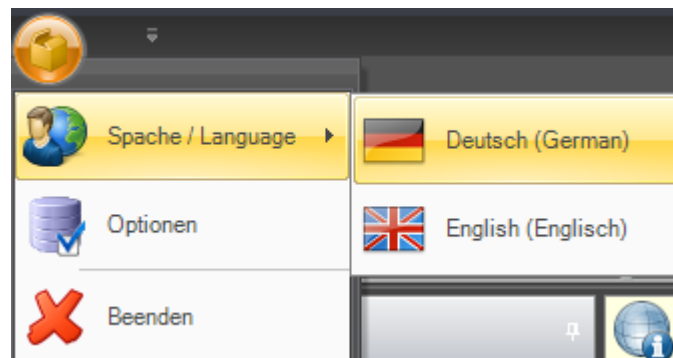 Spache / Language
Deutsch (German)
Optionen
English (Englisch)
Beenden